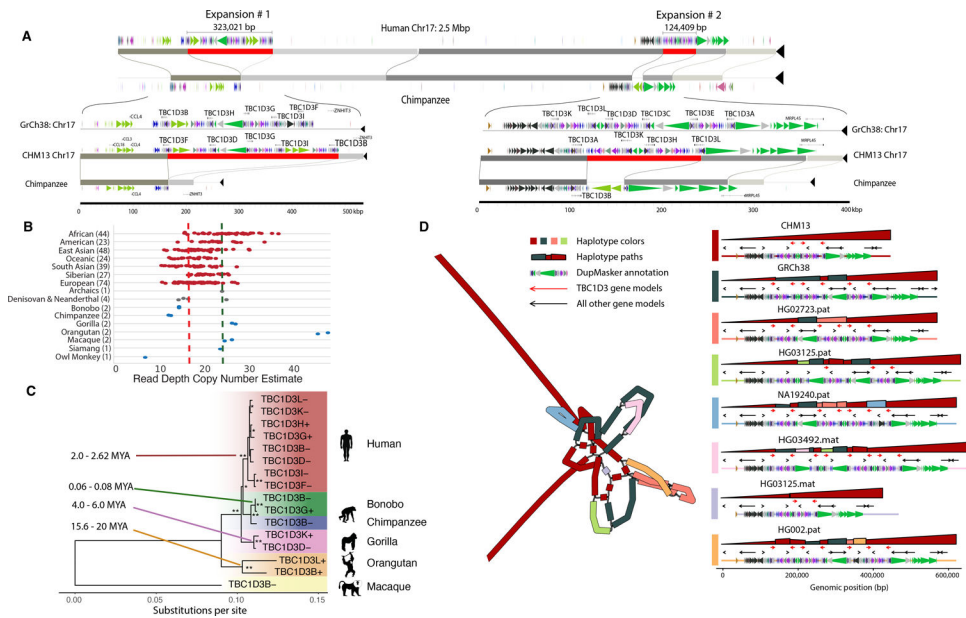 A
Expansion # 1
323,021 bp
Human Chr17: 2.5 Mbp
Expansion # 2
124,409 bp
Chimpanzee
TBC1D3B TBC1D3H TBC1D3G TBC1D3F
TBC1D3I
CCL4
ZNHIT3
GrCh38: Chr17
TBC1D3F TBC1D3D TBC1D3G TBC1D3I TBC1D3B
CCL4
ZNHIT3
CHM13 Chr17
Chimpanzee
CCL4
ZNHIT3
0 100 200 300 400 500 kbp
TBC1D3L
TBC1D3K TBC1D3D TBC1D3C TBC1D3E TBC1D3A
MRPL45
GrCh38: Chr17
TBC1D3A TBC1D3K TBC1D3H TBC1D3L
MRPL45
CHM13 Chr17
Chimpanzee
TBC1D3B
MRPL45
0 100 200 300 400 kbp
B
African (44)
American (23)
East Asian (48)
Oceanic (24)
South Asian (39)
Siberian (27)
European (74)
Archaics (1)
Denisovan & Neanderthal (4)
Bonobo (2)
Chimpanzee (2)
Gorilla (2)
Orangutan (2)
Macaque (2)
Siamang (1)
Owl Monkey (1)
0 10 20 30 40
Read Depth Copy Number Estimate
C
TBC1D3L−
TBC1D3K−
TBC1D3H+
TBC1D3G+
TBC1D3B−
TBC1D3D−
TBC1D3I−
TBC1D3F−
TBC1D3B−
TBC1D3G+
TBC1D3B−
TBC1D3K+
TBC1D3D−
TBC1D3L+
TBC1D3B+
TBC1D3B−
2.0 - 2.62 MYA
0.06 - 0.08 MYA
4.0 - 6.0 MYA
15.6 - 20 MYA
Human
Bonobo
Chimpanzee
Gorilla
Orangutan
Macaque
0.00 0.05 0.10 0.15
Substitutions per site
D
Haplotype colors
Haplotype paths
DupMasker annotation
TBC1D3 gene models
All other gene models
CHM13
GRCh38
HG02723.pat
HG03125.pat
NA19240.pat
HG03492.mat
HG03125.mat
HG002.pat
0 200,000 400,000 600,000
Genomic position (bp)